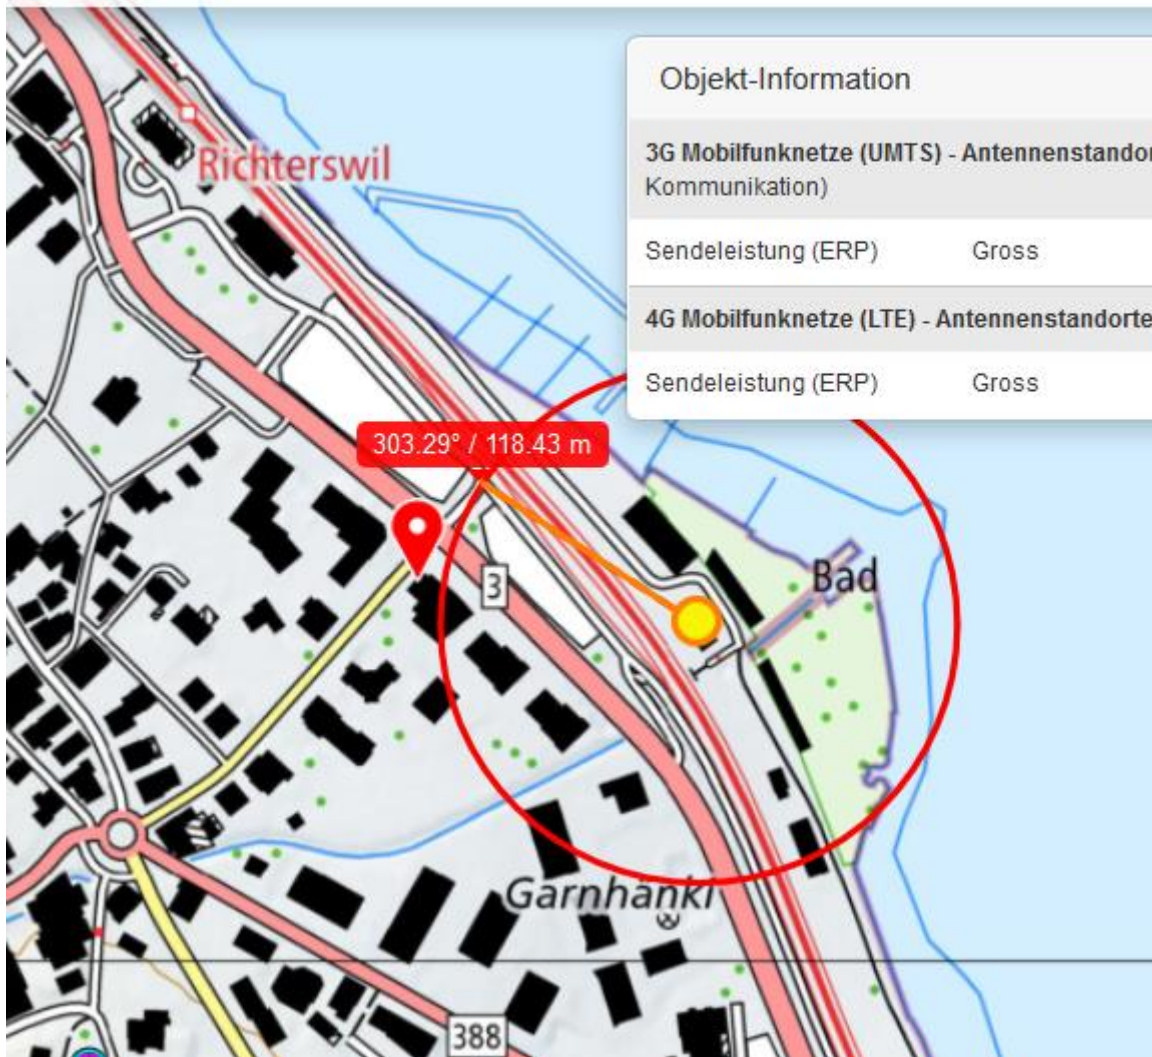 Objekt-Information
3G Mobilfunknetze (UMTS) - Antennenstandor
Kommunikation)
Sendeleistung (ERP) Gross
4G Mobilfunknetze (LTE) - Antennenstandorte
Sendeleistung (ERP) Gross
Richterswil
303.29° / 118.43 m
3
Bad
Garnhänki
388